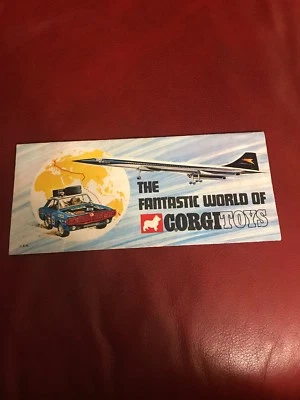 THE
FANTASTIC WORLD OF
CORGI TOYS